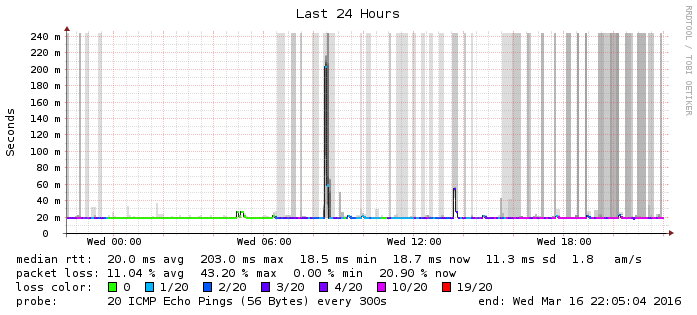 Last 24 Hours
RRDTOOL / TOBI OETIKER
Seconds
240 m
220 m
200 m
180 m
160 m
140 m
120 m
100 m
80 m
60 m
40 m
20 m
0
Wed 00:00 Wed 06:00 Wed 12:00 Wed 18:00
median rtt: 20.0 ms avg 203.0 ms max 18.5 ms min 18.7 ms now 11.3 ms sd 1.8 am/s
packet loss: 11.04 % avg 43.20 % max 0.00 % min 20.90 % now
loss color: 0 1/20 2/20 3/20 4/20 10/20 19/20
probe: 20 ICMP Echo Pings (56 Bytes) every 300s end: Wed Mar 16 22:05:04 2016